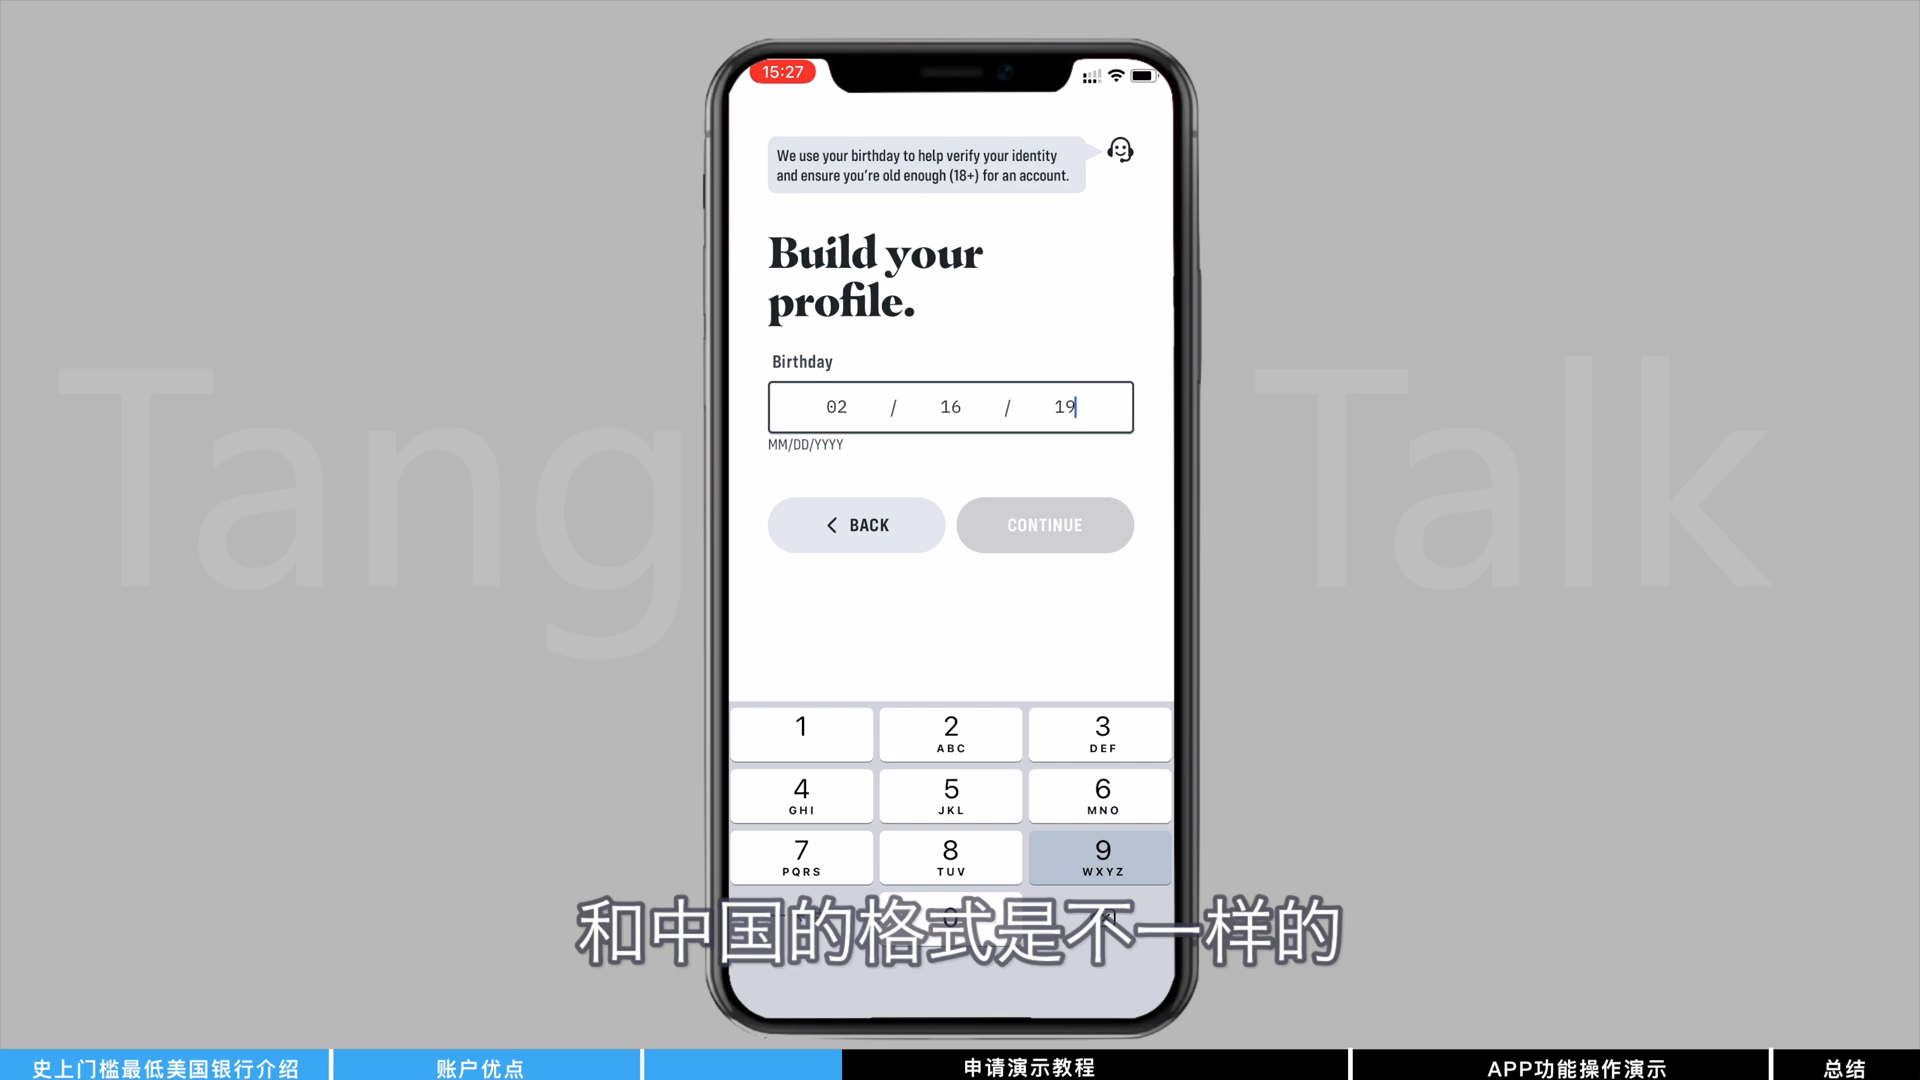 15:27
We use your birthday to help verify your identity
and ensure you're old enough (18+) for an account.
Build your
profile.
Birthday
02 / 16 / 19
MM/DD/YYYY
BACK
CONTINUE
Tang Talk
1
2
ABC
3
DEF
4
GHI
5
JKL
6
MNO
7
PQRS
8
TUV
9
WXYZ
0
和中国的格式是不一样的
史上门槛最低美国银行介绍
账户优点
申请演示教程
APP功能操作演示
总结